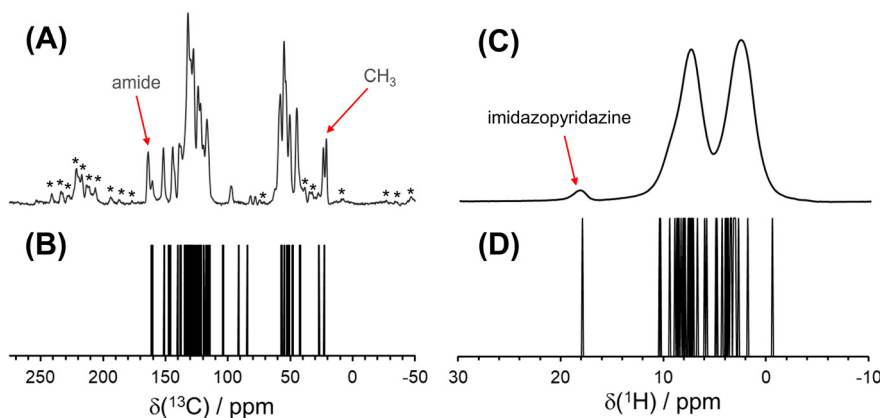 (A)
amide
CH₃
* * * * * * * * * * * * * * * *
(B)
250 200 150 100 50 0 -50
δ(¹³C) / ppm
(C)
imidazopyridazine
(D)
30 20 10 0 -10
δ(¹H) / ppm